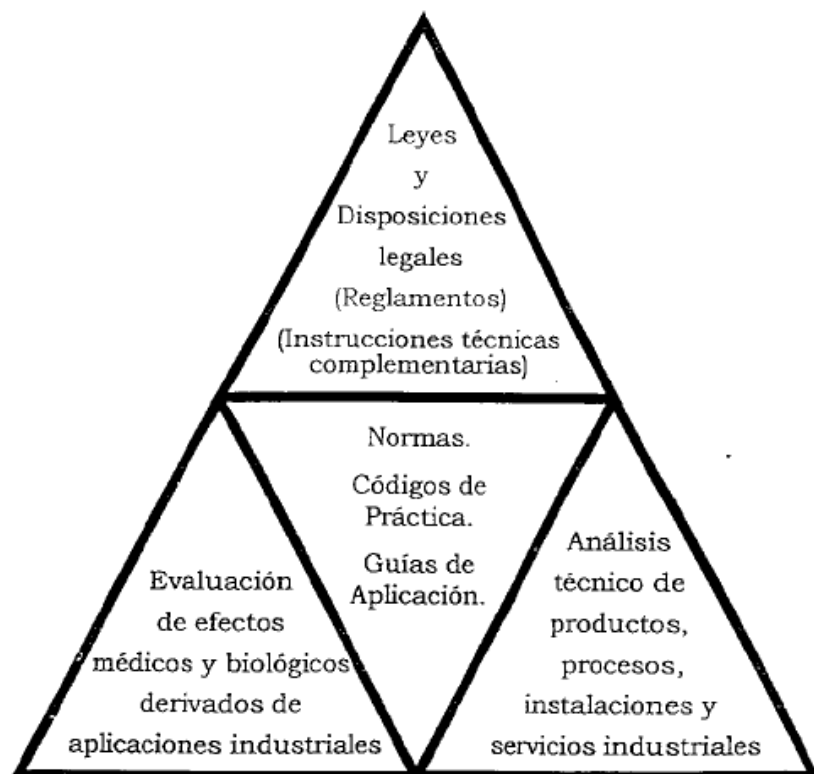 Leyes
y
Disposiciones
legales
(Reglamentos)
(Instrucciones técnicas
complementarias)
Normas.
Códigos de
Práctica.
Guías de
Aplicación.
Evaluación
de efectos
médicos y biológicos
derivados de
aplicaciones industriales
Análisis
técnico de
productos,
procesos,
instalaciones y
servicios industriales